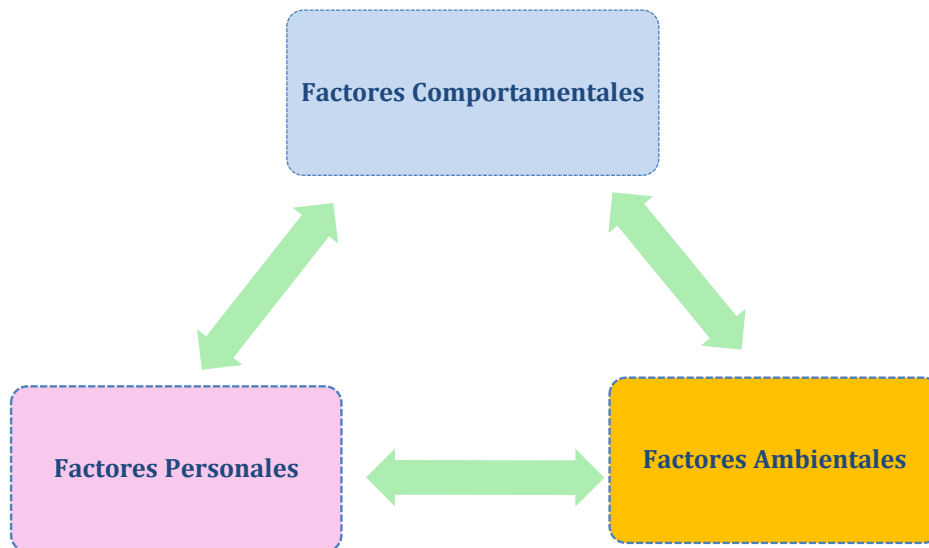 Factores Comportamentales
Factores Personales
Factores Ambientales